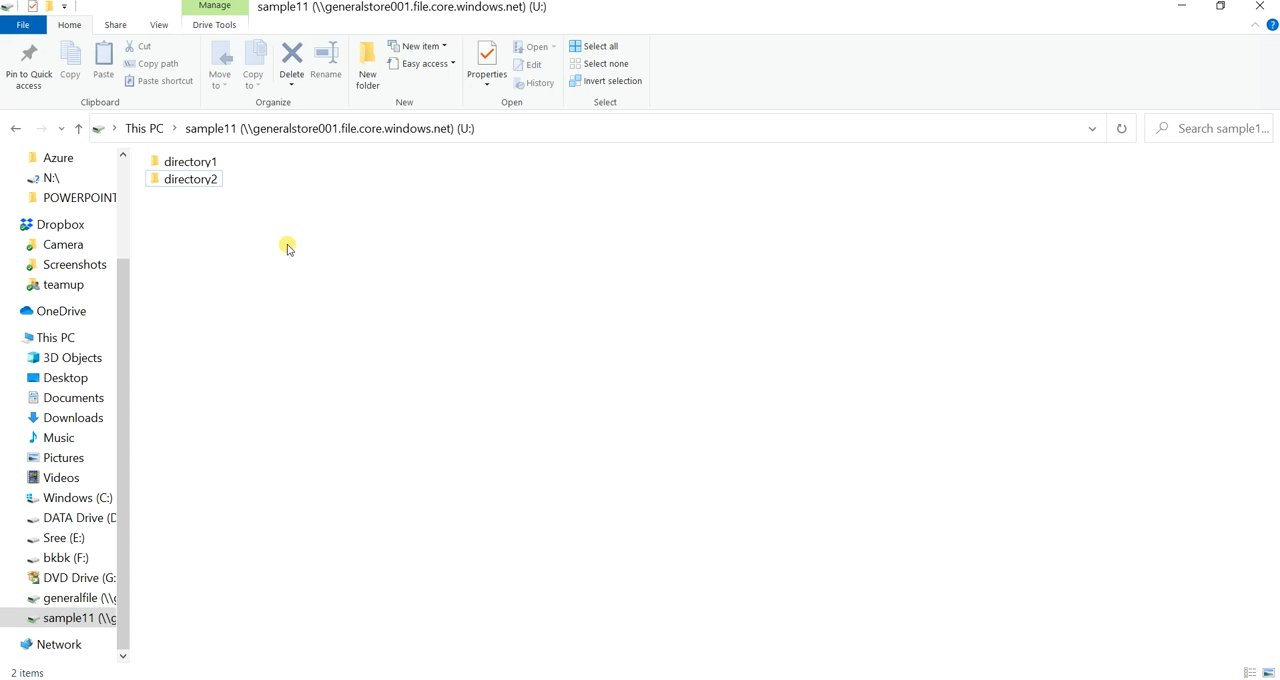 Manage
sample11 (\\generalstore001.file.core.windows.net) (U:)
File
Home
Share
View
Drive Tools
Pin to Quick access
Copy
Paste
Cut
Copy path
Paste shortcut
Clipboard
Move to
Copy to
Delete
Rename
Organize
New folder
New item
Easy access
New
Properties
Open
Edit
History
Open
Select all
Select none
Invert selection
Select
This PC
sample11 (\\generalstore001.file.core.windows.net) (U:)
Search sample1...
Azure
N:\
POWERPOINT
Dropbox
Camera
Screenshots
teamup
OneDrive
This PC
3D Objects
Desktop
Documents
Downloads
Music
Pictures
Videos
Windows (C:)
DATA Drive (D
Sree (E:)
bkbk (F:)
DVD Drive (G:
generalfile (\\g
sample11 (\\g
Network
directory1
directory2
2 items